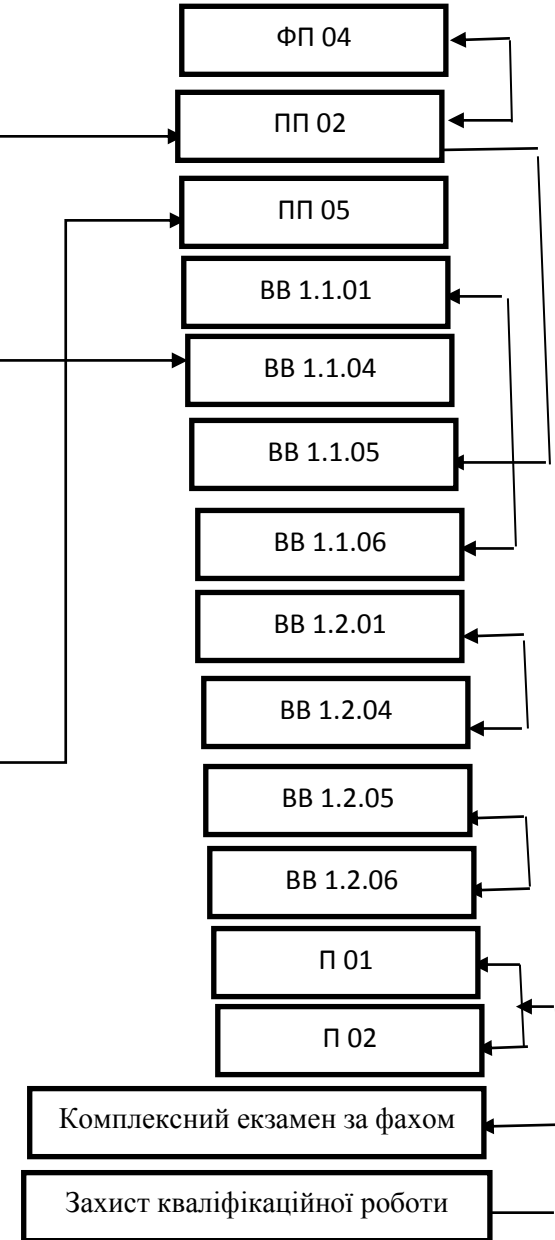 ФП 04
ПП 02
ПП 05
ВВ 1.1.01
ВВ 1.1.04
ВВ 1.1.05
ВВ 1.1.06
ВВ 1.2.01
ВВ 1.2.04
ВВ 1.2.05
ВВ 1.2.06
П 01
П 02
Комплексний екзамен за фахом
Захист кваліфікаційної роботи